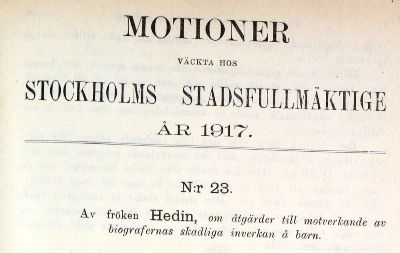 MOTIONER
VÄCKTA HOS
STOCKHOLMS STADSFULLMÄKTIGE
ÅR 1917.
N:r 23.
Av fröken Hedin, om åtgärder till motverkande av
biografernas skadliga inverkan å barn.